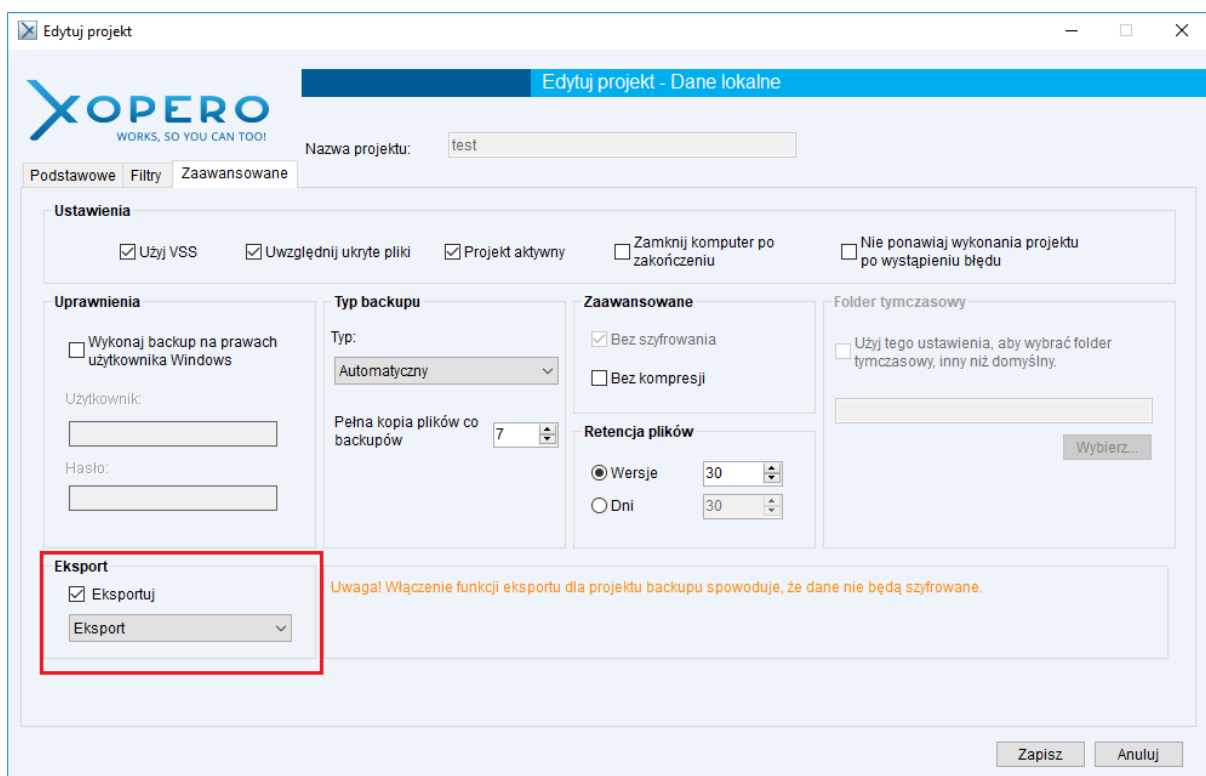 Edytuj projekt
Edytuj projekt - Dane lokalne
XOPERO
WORKS, SO YOU CAN TOO!
Nazwa projektu: test
Podstawowe Filtry Zaawansowane
Ustawienia
Użyj VSS
Uwzględnij ukryte pliki
Projekt aktywny
Zamknij komputer po
zakończeniu
Nie ponawiaj wykonania projektu
po wystąpieniu błędu
Uprawnienia
Wykonaj backup na prawach
użytkownika Windows
Użytkownik:
Hasło:
Typ backupu
Typ:
Automatyczny
Pełna kopia plików co
backupów
7
Zaawansowane
Bez szyfrowania
Bez kompresji
Retencja plików
Wersje 30
Dni 30
Folder tymczasowy
Użyj tego ustawienia, aby wybrać folder
tymczasowy, inny niż domyślny.
Wybierz...
Eksport
Eksportuj
Eksport
Uwaga! Włączenie funkcji eksportu dla projektu backupu spowoduje, że dane nie będą szyfrowane.
Zapisz Anuluj